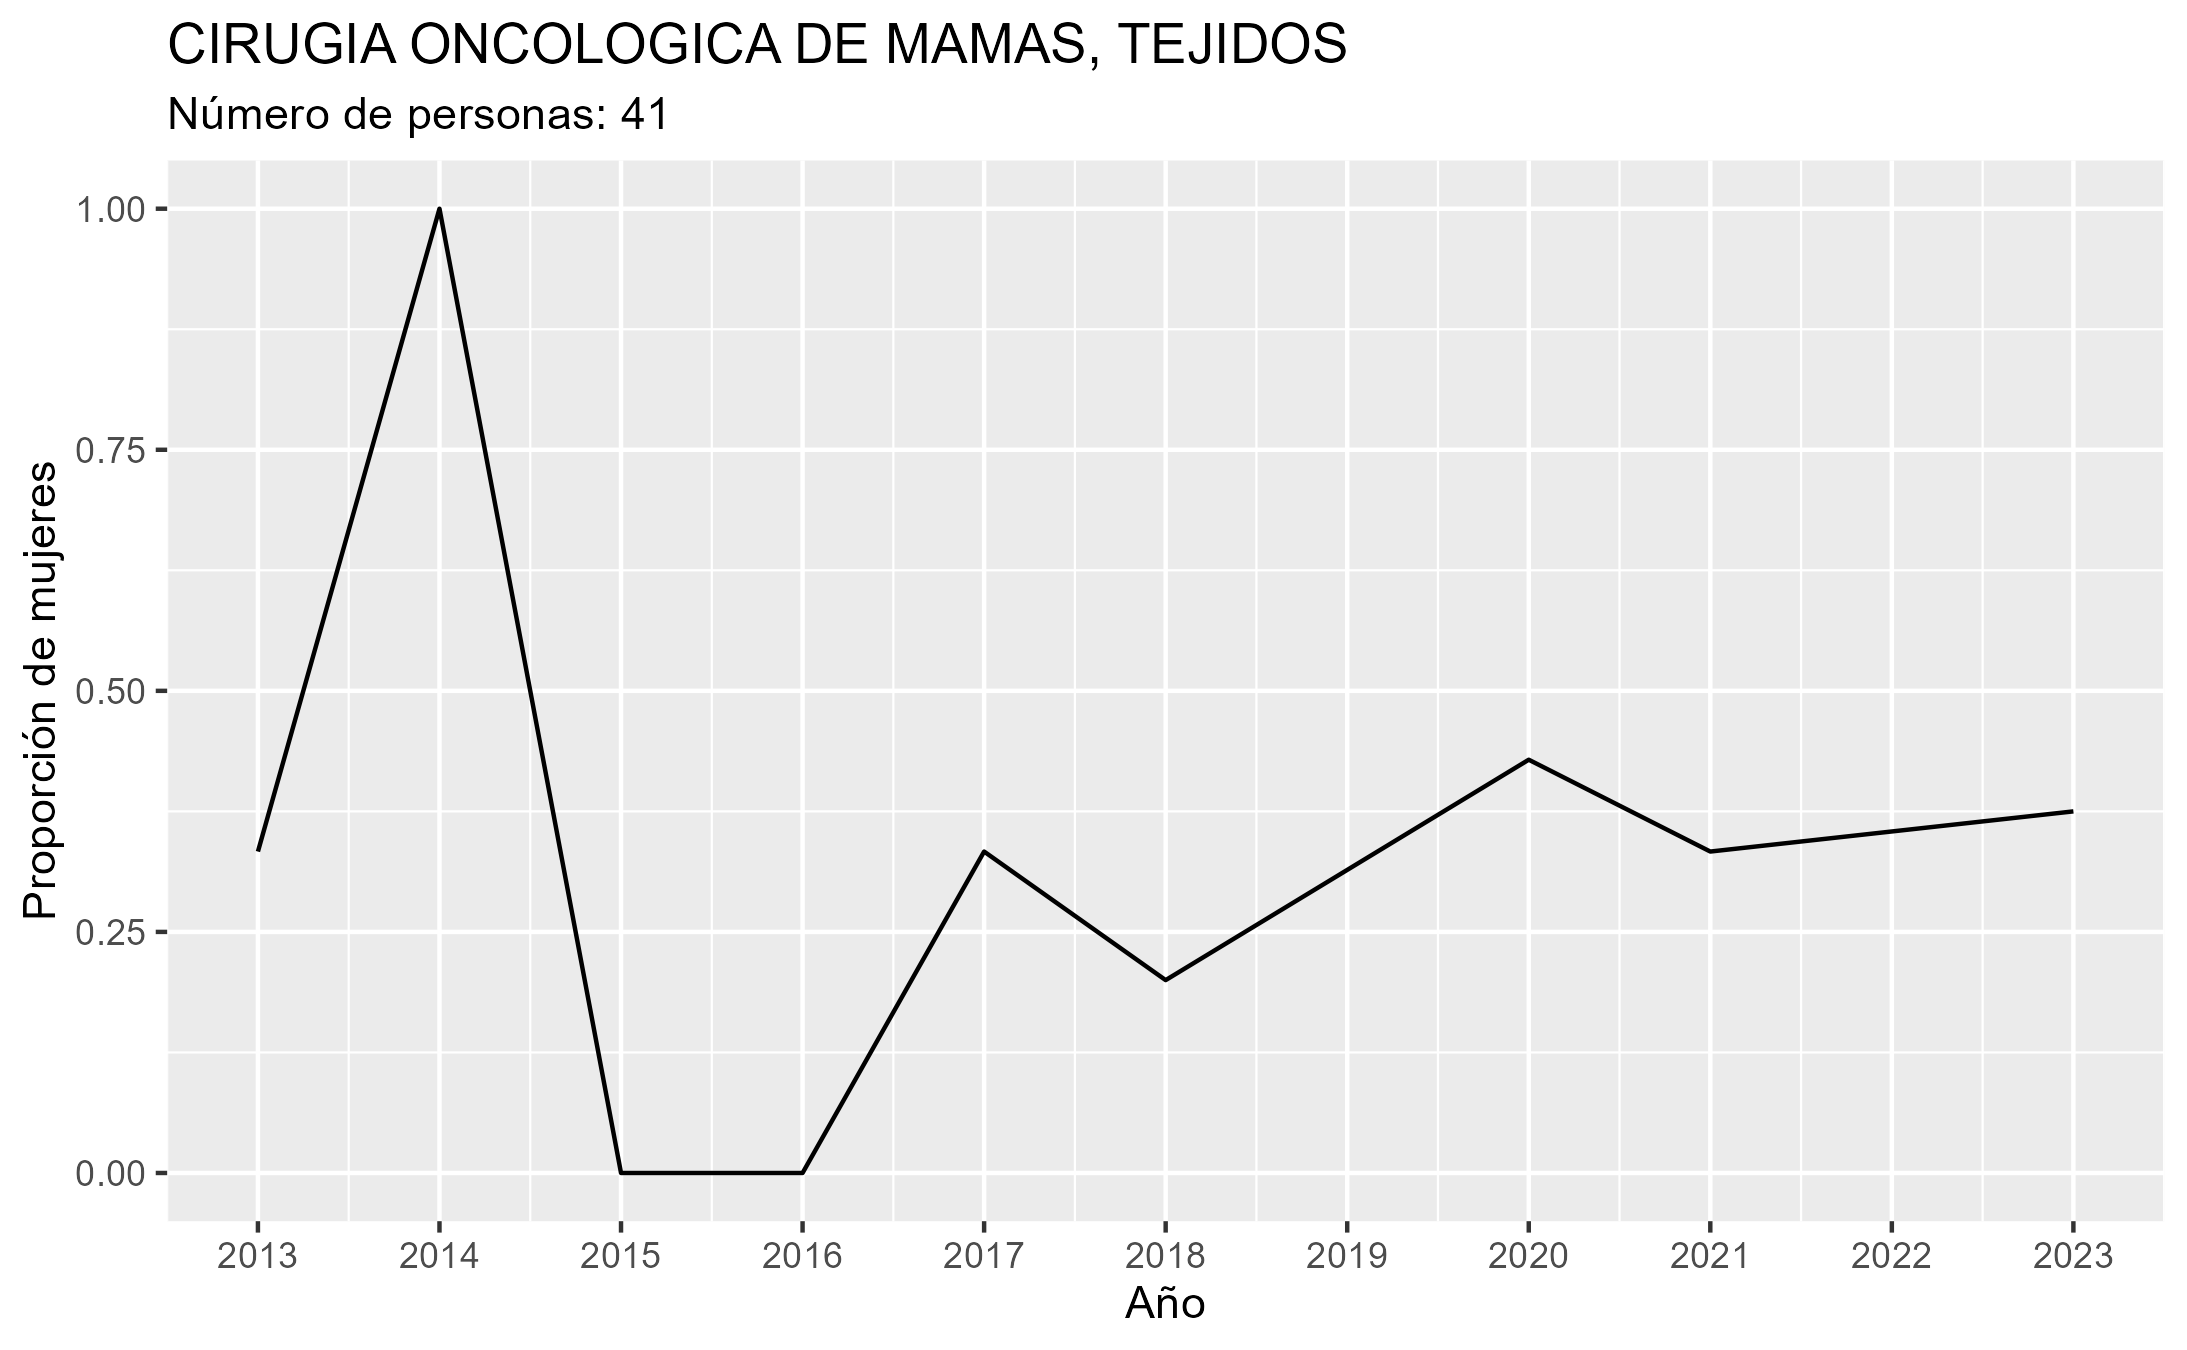 CIRUGIA ONCOLOGICA DE MAMAS, TEJIDOS
Número de personas: 41
Proporción de mujeres
1.00
0.75
0.50
0.25
0.00
2013 2014 2015 2016 2017 2018 2019 2020 2021 2022 2023
Año